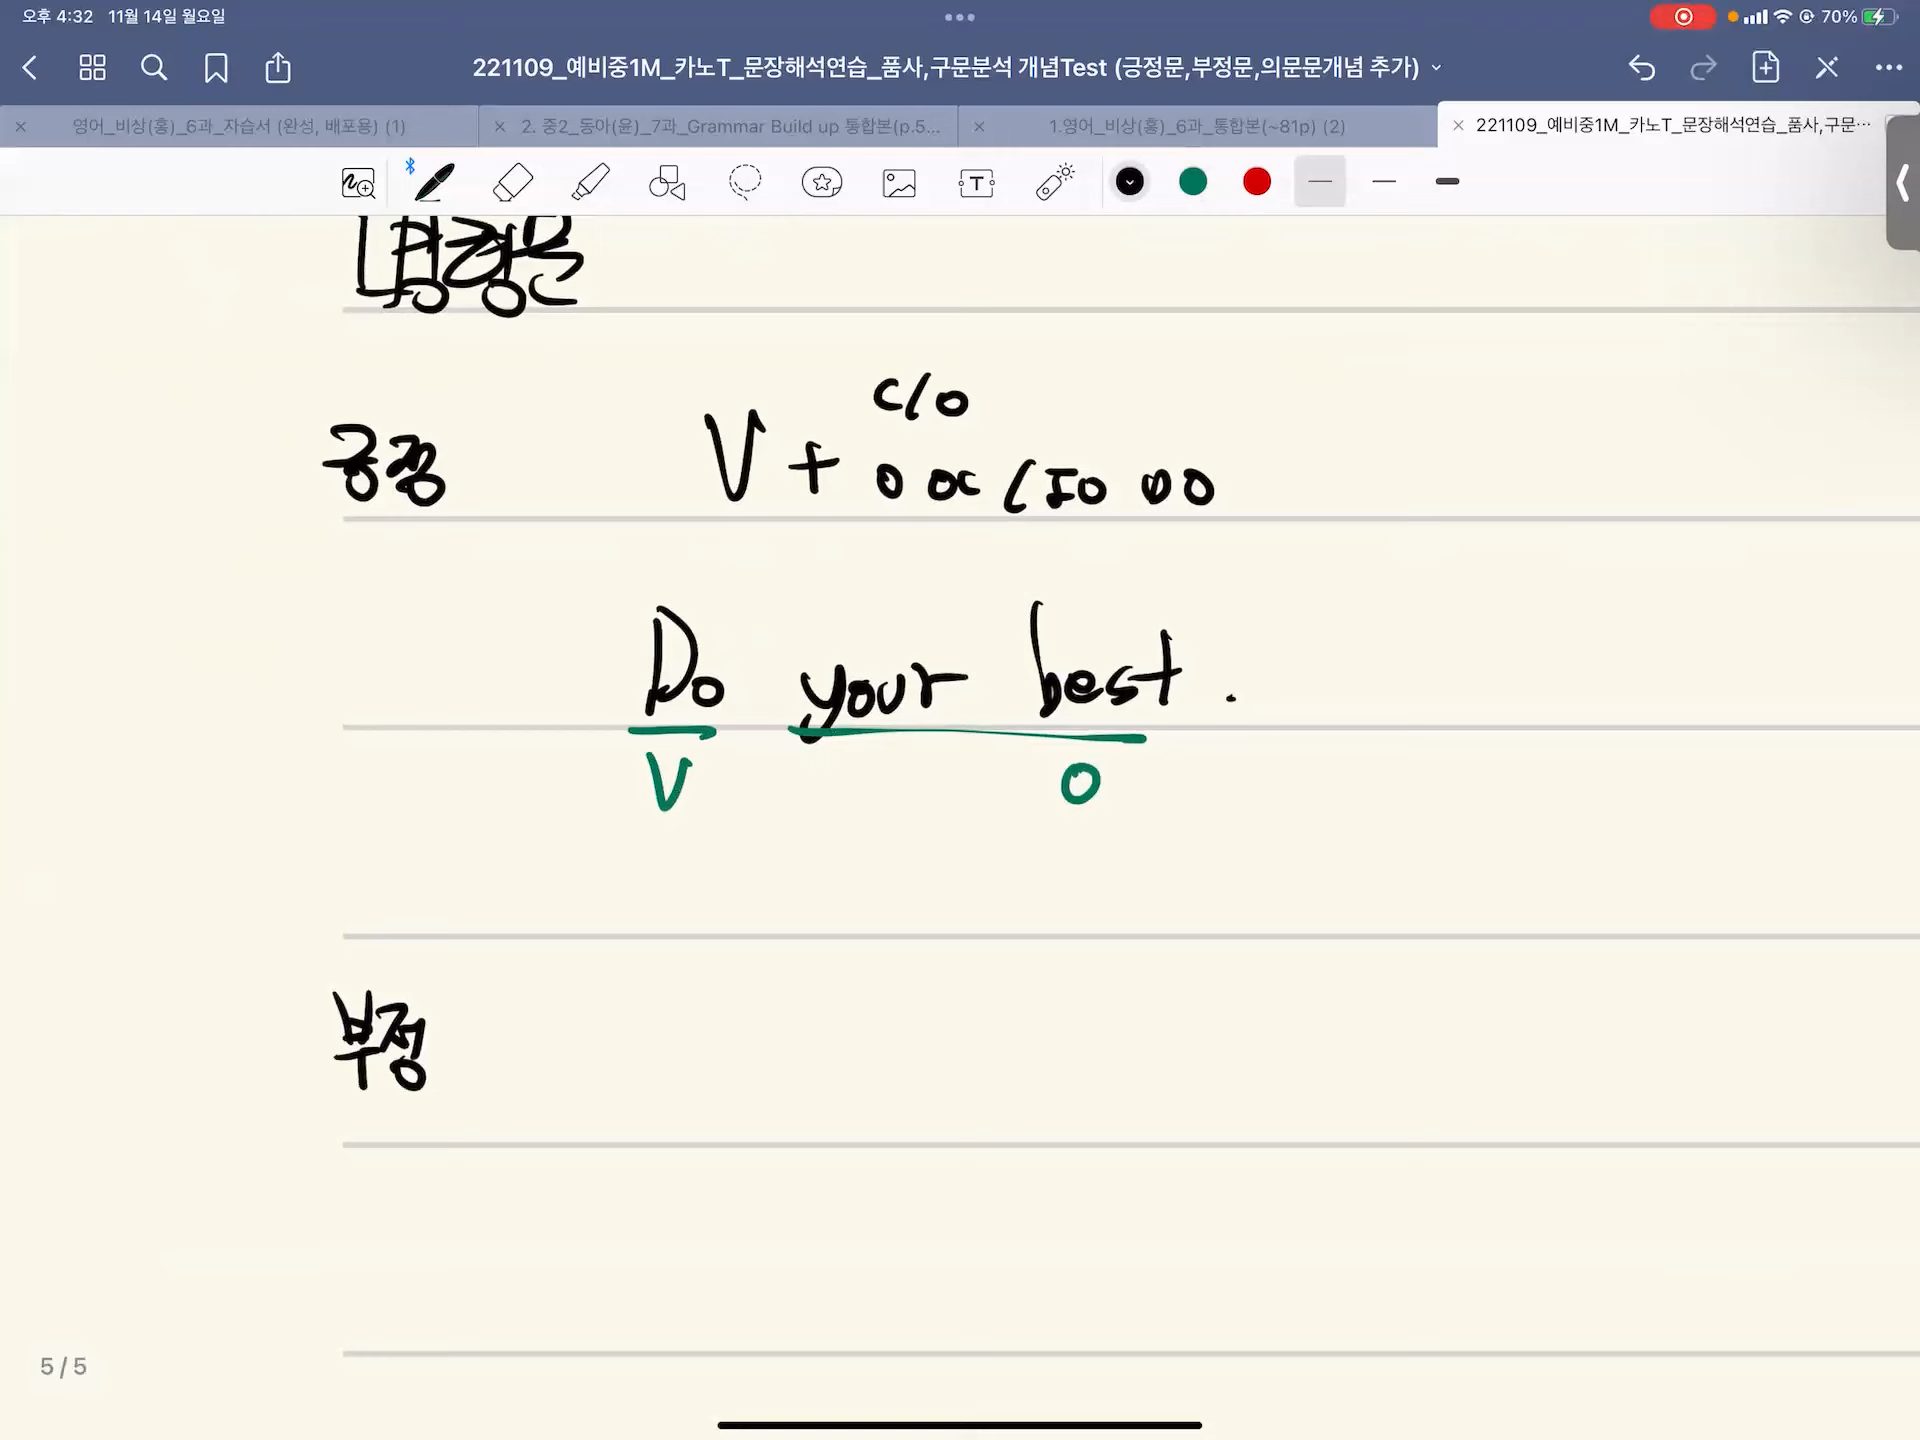 오후 4:32 11월 14일 월요일
70%
221109_예비중1M_카노T_문장해석연습_품사,구문분석 개념Test (긍정문,부정문,의문문개념 추가)
영어_비상(홍)_6과_자습서 (완성, 배포용) (1)
2. 중2_동아(윤)_7과_Grammar Build up 통합본(p.5...
1.영어_비상(홍)_6과_통합본(~81p) (2)
221109_예비중1M_카노T_문장해석연습_품사,구문…
명령문
C/O
긍정 V + O OC / IO DO
Do your best.
V O
부정
5 / 5